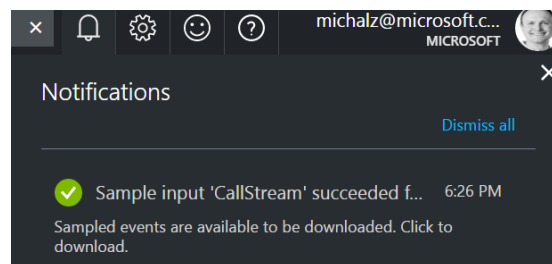 michalz@microsoft.c...
MICROSOFT
Notifications
Dismiss all
Sample input 'CallStream' succeeded f... 6:26 PM
Sampled events are available to be downloaded. Click to
download.